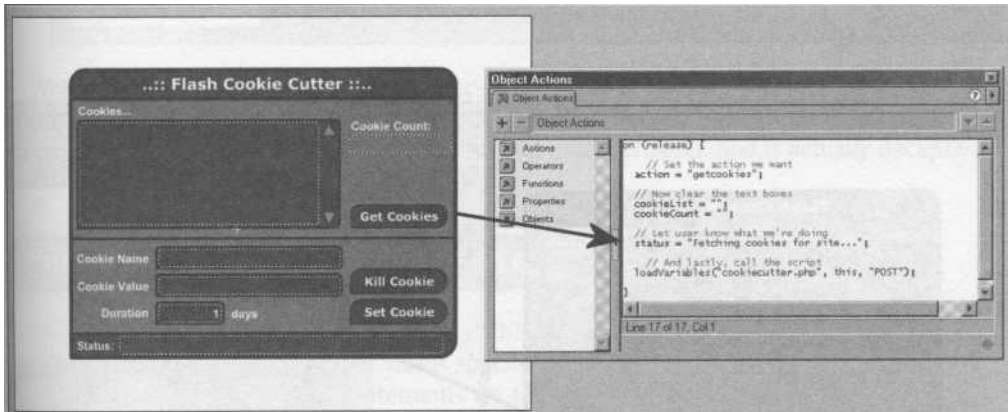 ..:: Flash Cookie Cutter ::..
Cookies...
Cookie Count:
Get Cookies
Cookie Name
Cookie Value
Kill Cookie
Duration
1 days
Set Cookie
Status:
Object Actions
Object Actions
Object Actions
Actions
Operators
Functions
Properties
Objects
on (release) {
// Set the action we want
action = "getcookies";
// Now clear the text boxes
cookieList = "";
cookieCount = "";
// Let user know what we're doing
status = "Fetching cookies for site...";
// And lastly, call the script
loadVariables("cookiecutter.php", this, "POST");
}
Line 17 of 17, Col 1